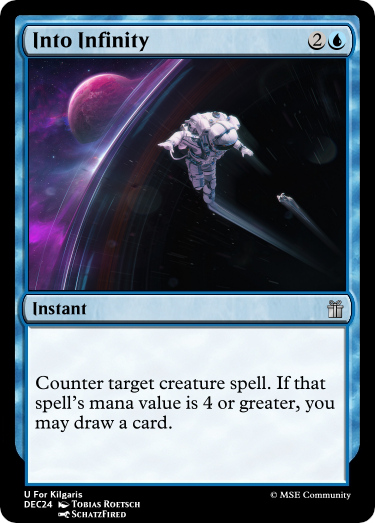 Into Infinity 2
Instant
Counter target creature spell. If that
spell's mana value is 4 or greater, you
may draw a card.
U For Kilgaris
DEC24 Tobias Roetsch
SchatzFired
© MSE Community